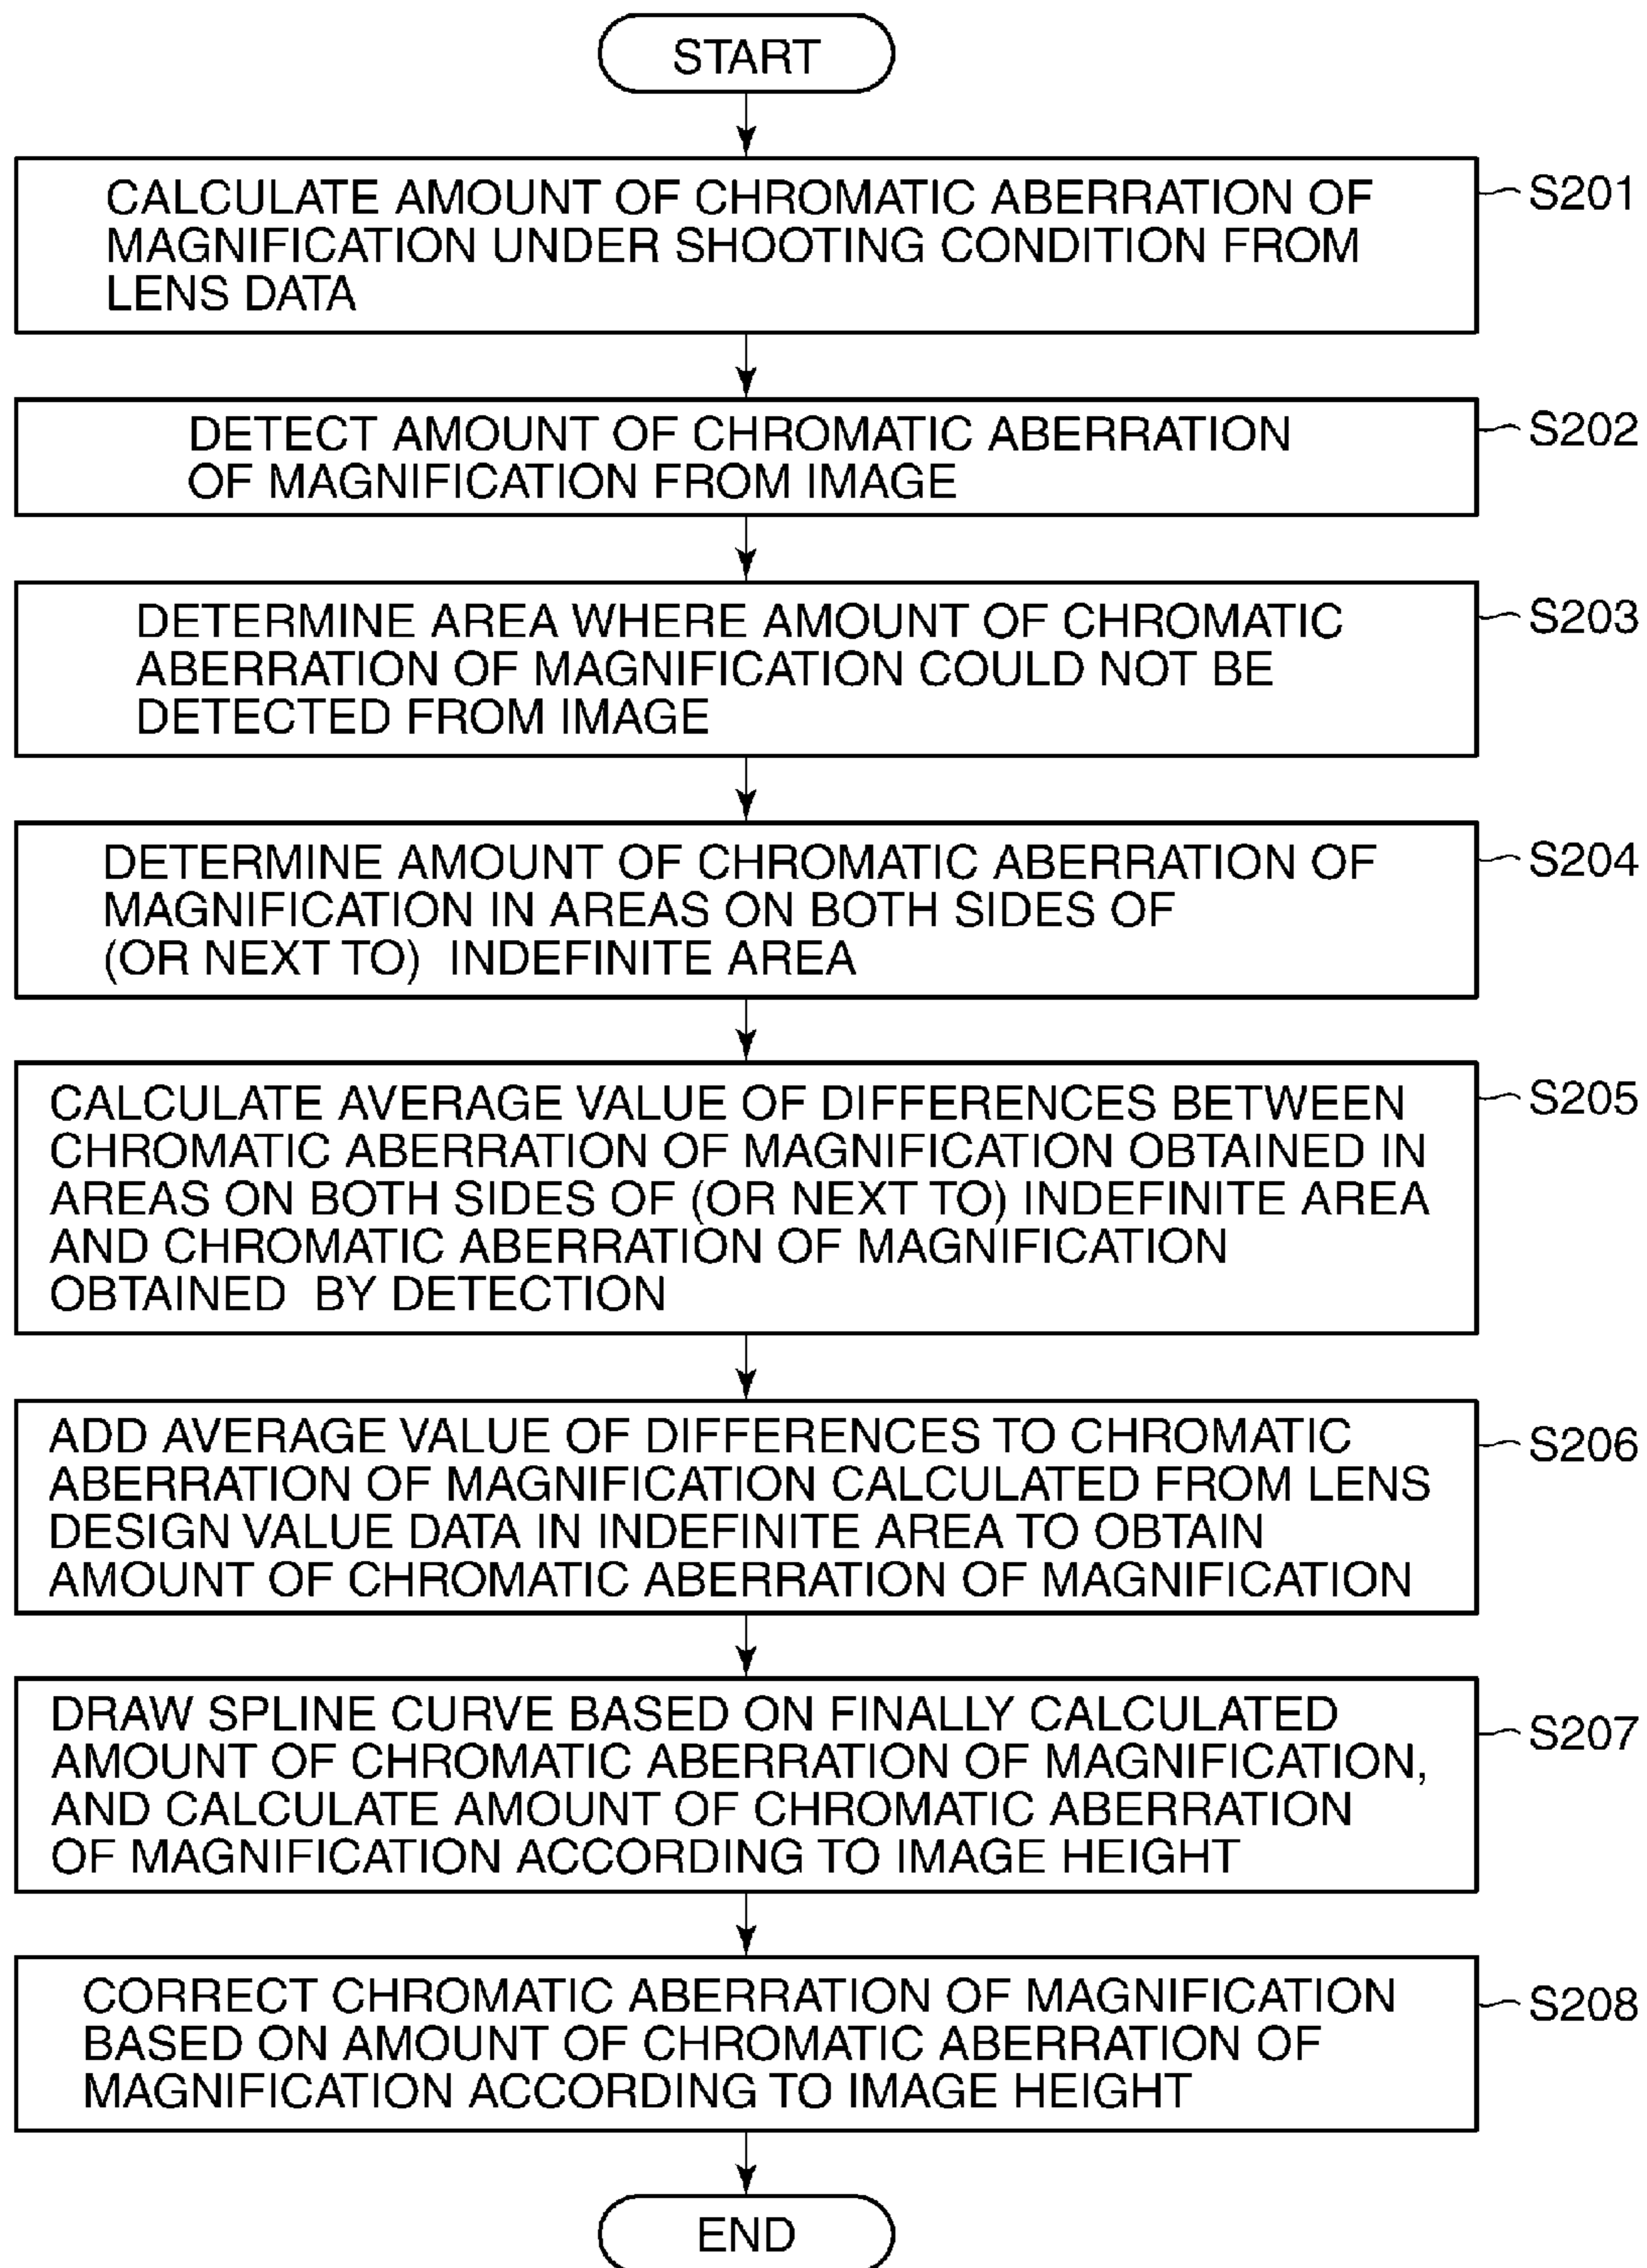 START
CALCULATE AMOUNT OF CHROMATIC ABERRATION OF
MAGNIFICATION UNDER SHOOTING CONDITION FROM
LENS DATA
S201
DETECT AMOUNT OF CHROMATIC ABERRATION
OF MAGNIFICATION FROM IMAGE
S202
DETERMINE AREA WHERE AMOUNT OF CHROMATIC
ABERRATION OF MAGNIFICATION COULD NOT BE
DETECTED FROM IMAGE
S203
DETERMINE AMOUNT OF CHROMATIC ABERRATION OF
MAGNIFICATION IN AREAS ON BOTH SIDES OF
(OR NEXT TO) INDEFINITE AREA
S204
CALCULATE AVERAGE VALUE OF DIFFERENCES BETWEEN
CHROMATIC ABERRATION OF MAGNIFICATION OBTAINED IN
AREAS ON BOTH SIDES OF (OR NEXT TO) INDEFINITE AREA
AND CHROMATIC ABERRATION OF MAGNIFICATION
OBTAINED BY DETECTION
S205
ADD AVERAGE VALUE OF DIFFERENCES TO CHROMATIC
ABERRATION OF MAGNIFICATION CALCULATED FROM LENS
DESIGN VALUE DATA IN INDEFINITE AREA TO OBTAIN
AMOUNT OF CHROMATIC ABERRATION OF MAGNIFICATION
S206
DRAW SPLINE CURVE BASED ON FINALLY CALCULATED
AMOUNT OF CHROMATIC ABERRATION OF MAGNIFICATION,
AND CALCULATE AMOUNT OF CHROMATIC ABERRATION
OF MAGNIFICATION ACCORDING TO IMAGE HEIGHT
S207
CORRECT CHROMATIC ABERRATION OF MAGNIFICATION
BASED ON AMOUNT OF CHROMATIC ABERRATION OF
MAGNIFICATION ACCORDING TO IMAGE HEIGHT
S208
END